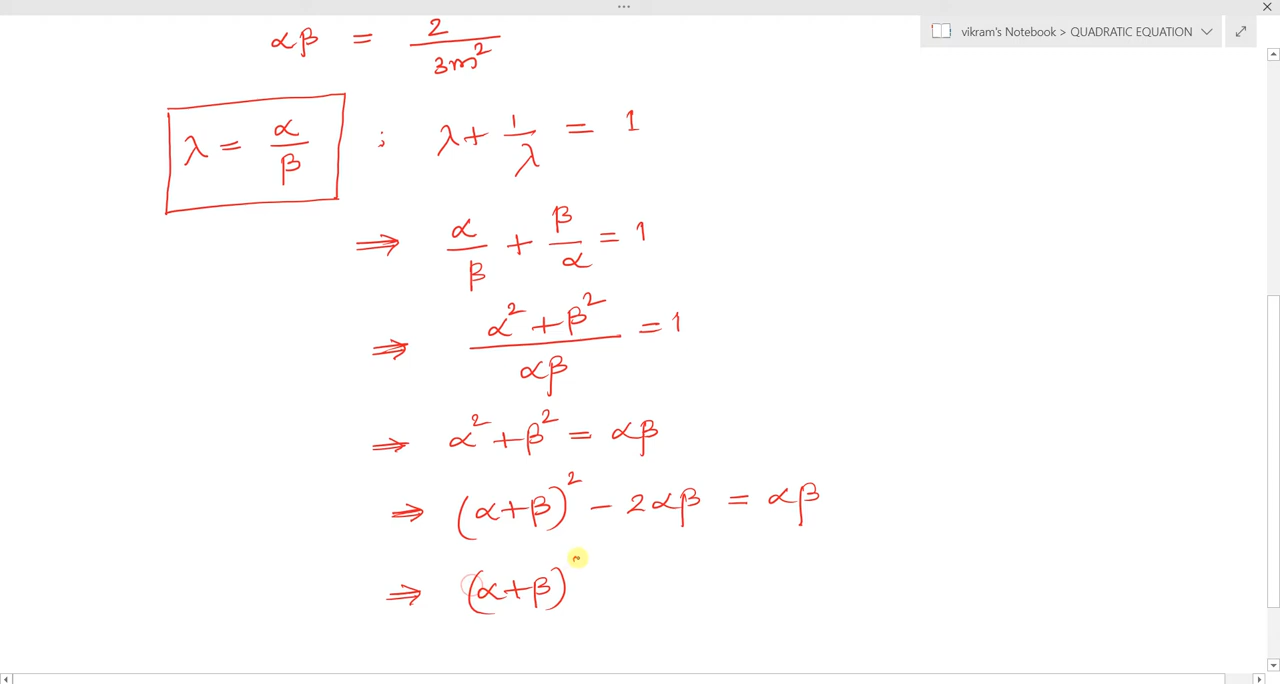 vikram's Notebook > QUADRATIC EQUATION
αβ = 2/3m²
λ = α/β ; λ + 1/λ = 1
⇒ α/β + β/α = 1
⇒ (α² + β²)/αβ = 1
⇒ α² + β² = αβ
⇒ (α+β)² - 2αβ = αβ
⇒ (α+β)